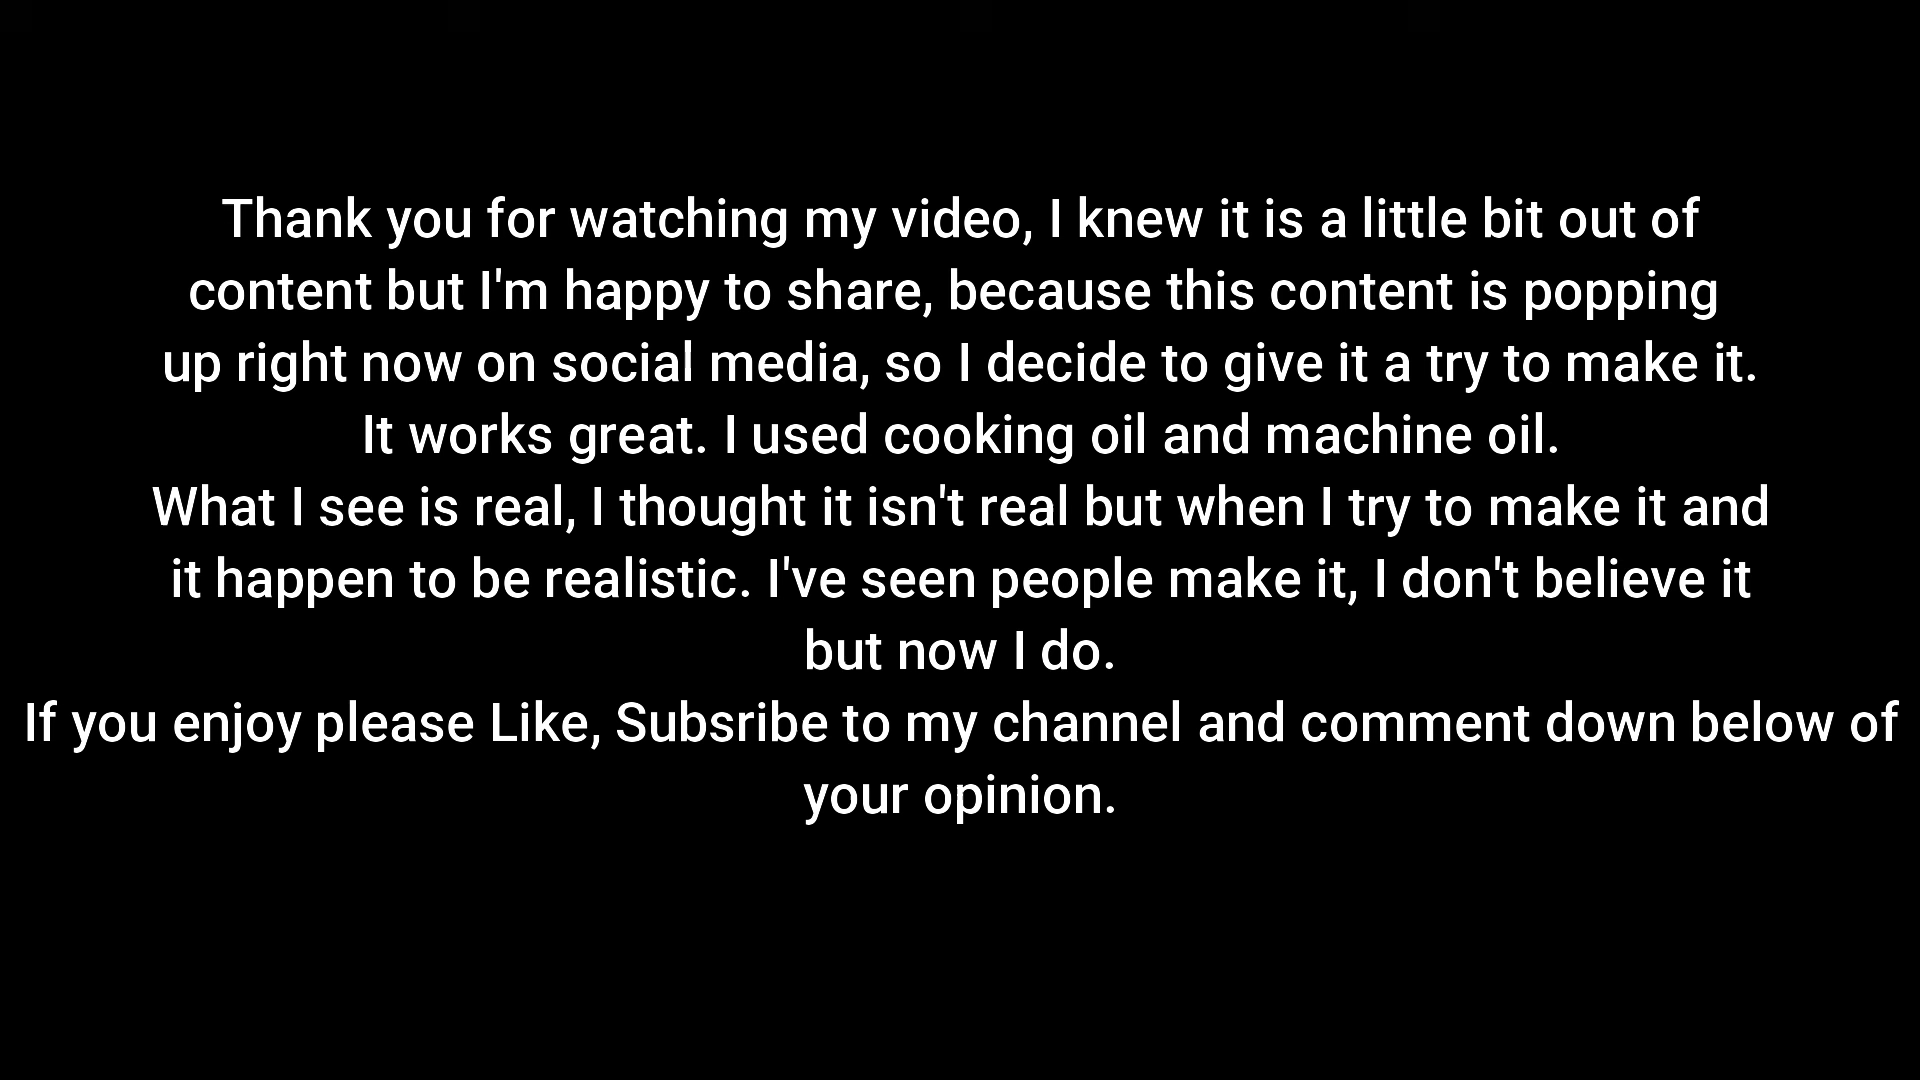 Thank you for watching my video, I knew it is a little bit out of
content but I'm happy to share, because this content is popping
up right now on social media, so I decide to give it a try to make it.
It works great. I used cooking oil and machine oil.
What I see is real, I thought it isn't real but when I try to make it and
it happen to be realistic. I've seen people make it, I don't believe it
but now I do.
If you enjoy please Like, Subsribe to my channel and comment down below of
your opinion.